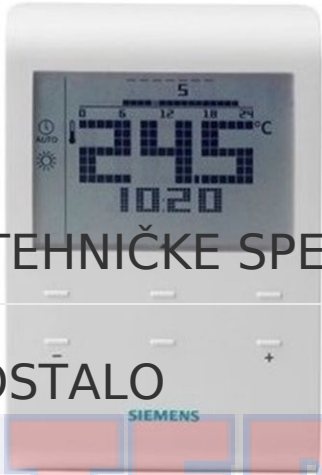 5
0 6 12 18 24
AUTO
24.5 °C
10:20
TEHNIČKE SPE
- +
OSTALO
SIEMENS